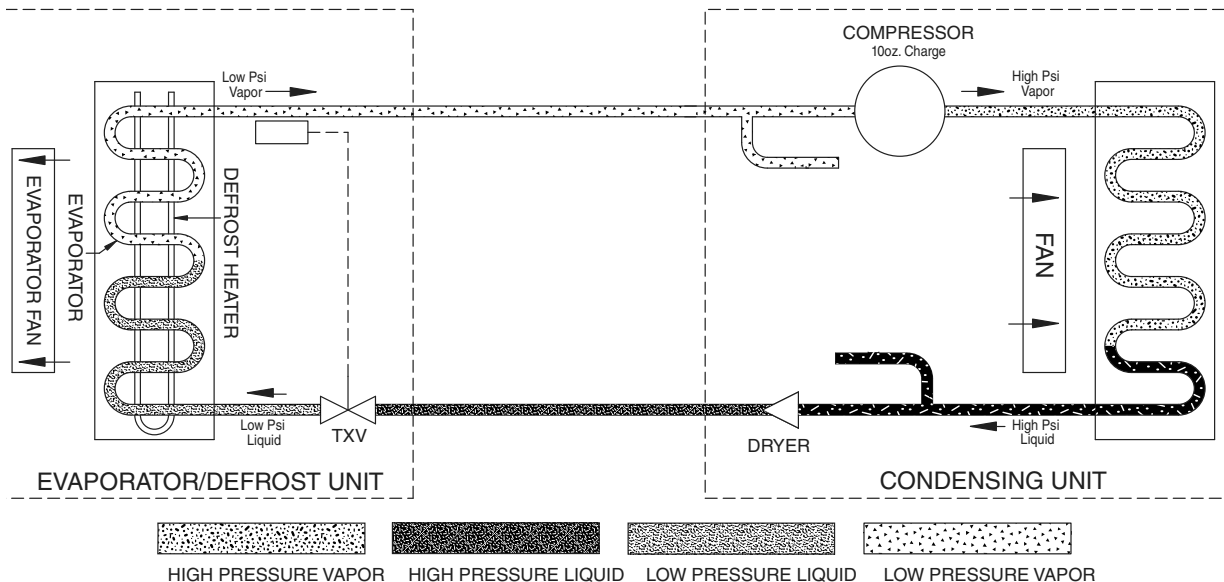 COMPRESSOR
10oz. Charge
Low Psi
Vapor
High Psi
Vapor
EVAPORATOR FAN
EVAPORATOR
DEFROST HEATER
FAN
Low Psi
Liquid
TXV
DRYER
High Psi
Liquid
EVAPORATOR/DEFROST UNIT
CONDENSING UNIT
HIGH PRESSURE VAPOR
HIGH PRESSURE LIQUID
LOW PRESSURE LIQUID
LOW PRESSURE VAPOR